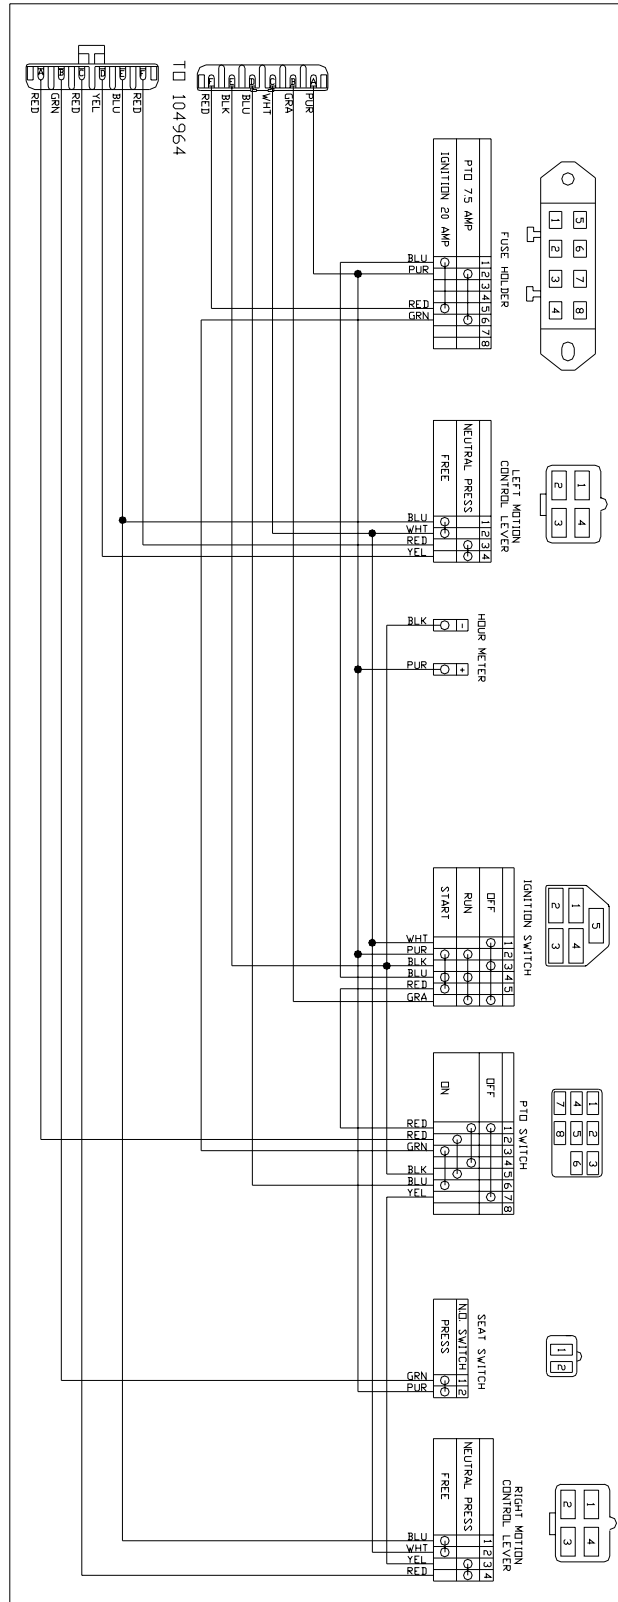 TO 104964
A B C D E F
RED
GRN
RED
YEL
BLU
RED
F E D C B A
RED
BLK
BLU
WHT
GRA
PUR
FUSE HOLDER
PTO 7.5 AMP
IGNITION 20 AMP
1 2 3 4 5 6 7 8
BLU
PUR
RED
GRN
5 6 7 8
1 2 3 4
LEFT MOTION
CONTROL LEVER
NEUTRAL PRESS
FREE
1 2 3 4
BLU
WHT
RED
YEL
1 4
2 3
HOUR METER
- +
BLK
PUR
IGNITION SWITCH
OFF
RUN
START
1 2 3 4 5
WHT
PUR
BLK
BLU
RED
GRA
5
1 4
2 3
PTO SWITCH
OFF
ON
1 2 3 4 5 6 7 8
RED
RED
GRN
BLK
BLU
YEL
1 2 3
4 5 6
7 8
SEAT SWITCH
N.O. SWITCH 1 2
PRESS
GRN
PUR
1 2
RIGHT MOTION
CONTROL LEVER
NEUTRAL PRESS
FREE
1 2 3 4
BLU
WHT
YEL
RED
1 4
2 3